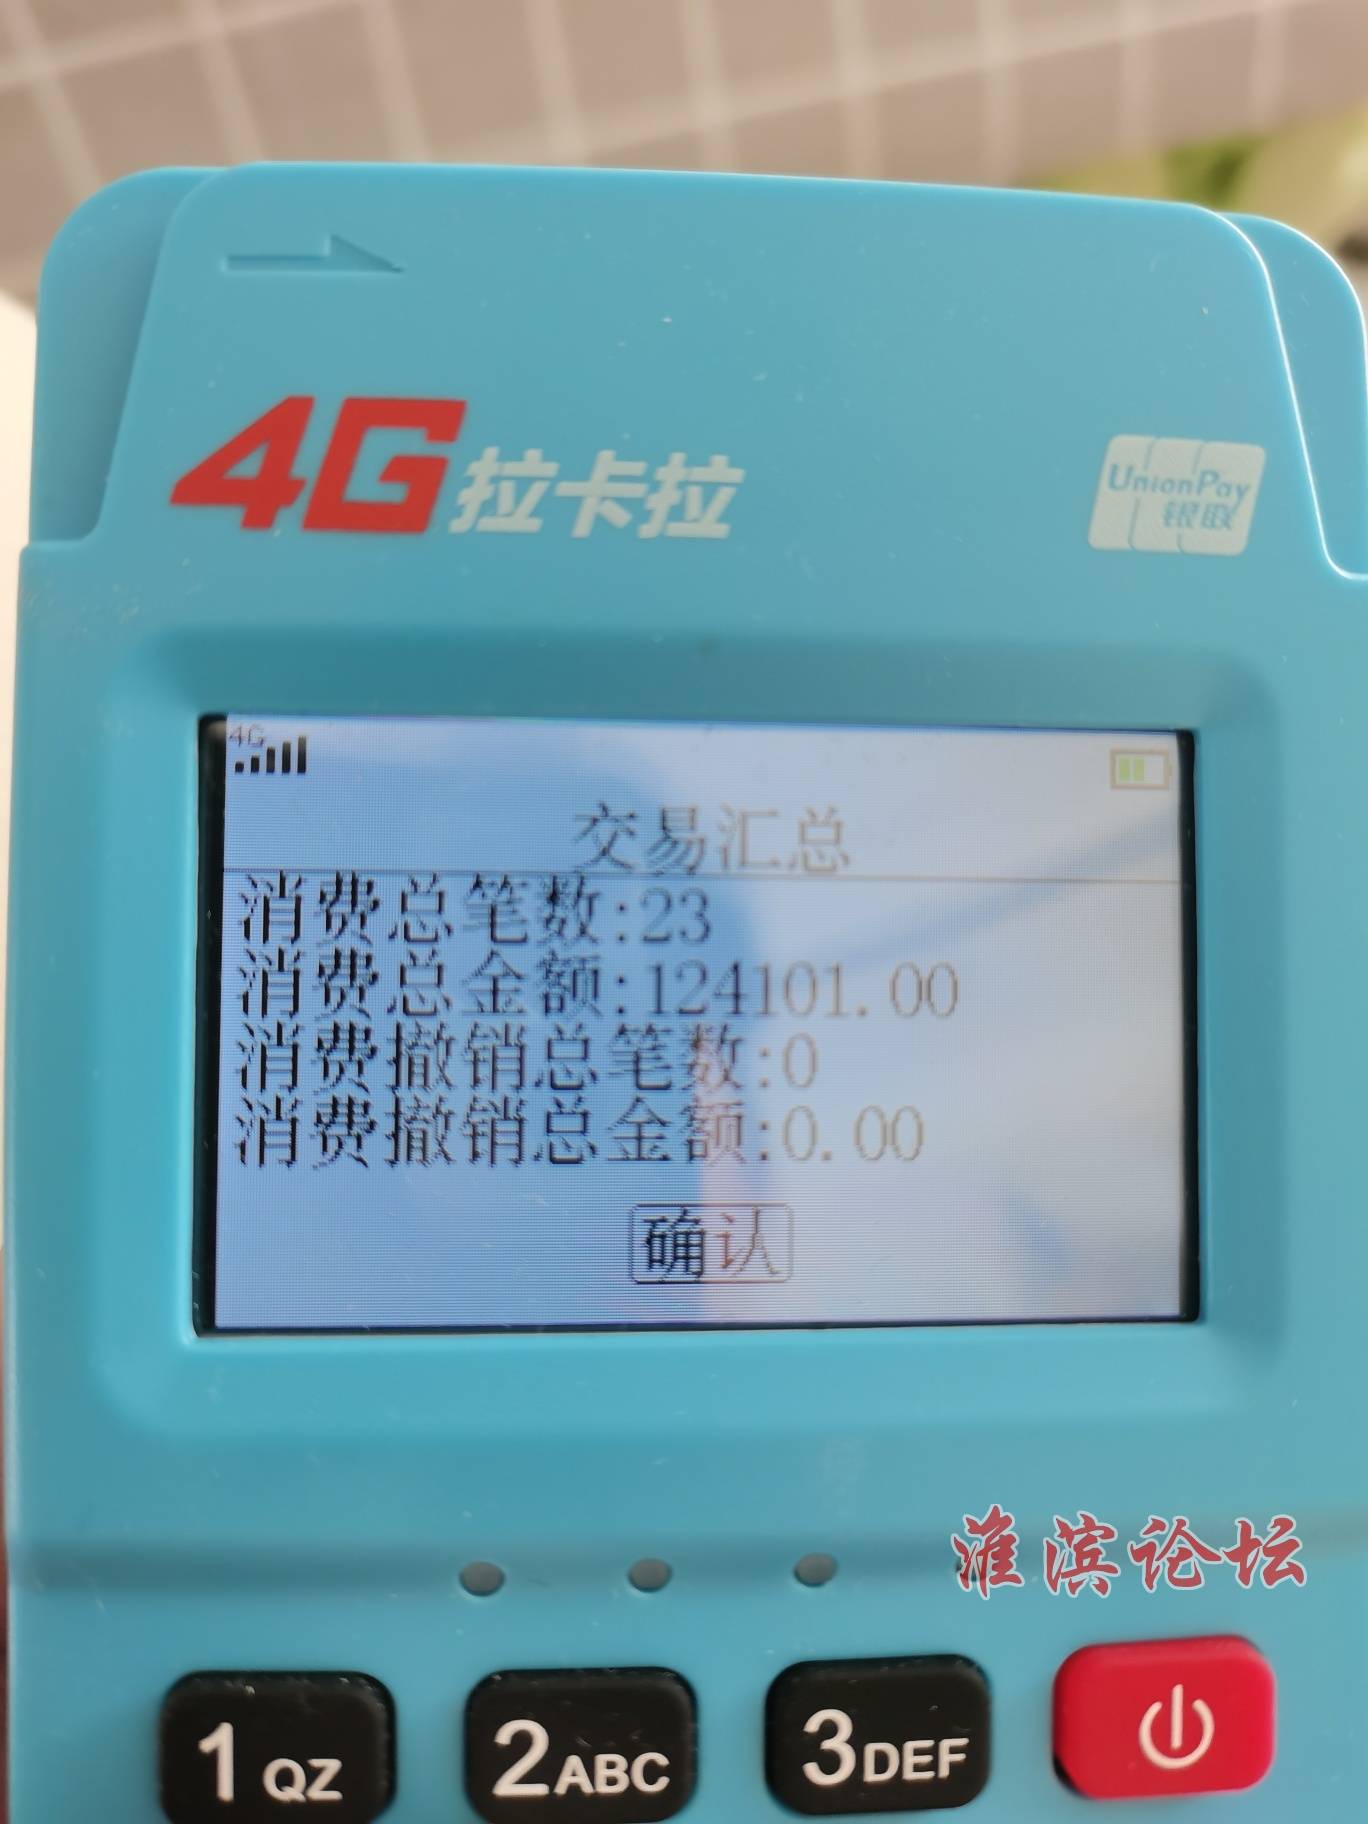 4G拉卡拉
UnionPay
银联
4G
交易汇总
消费总笔数:23
消费总金额:124101.00
消费撤销总笔数:0
消费撤销总金额:0.00
确认
淮滨论坛
1 QZ
2 ABC
3 DEF